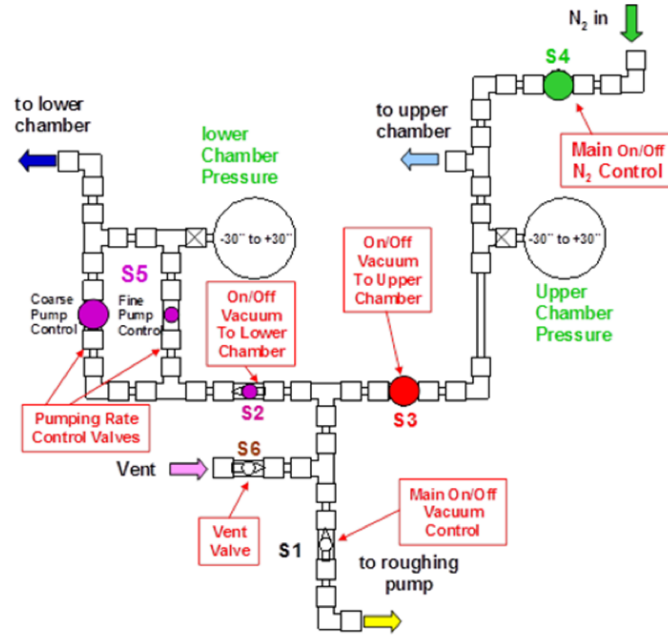 N₂ in
S4
to lower
chamber
to upper
chamber
lower
Chamber
Pressure
Main On/Off
N₂ Control
-30" to +30"
On/Off
Vacuum
To Upper
Chamber
-30" to +30"
S5
Coarse
Pump
Control
Fine
Pump
Control
On/Off
Vacuum
To Lower
Chamber
Upper
Chamber
Pressure
Pumping Rate
Control Valves
S2
S3
S6
Vent
Vent
Valve
Main On/Off
Vacuum
Control
S1
to roughing
pump